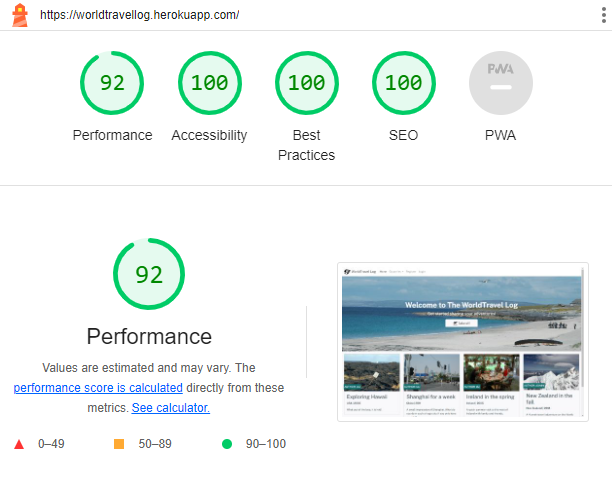 https://worldtravellog.herokuapp.com/
92
100
100
100
PWA
Performance
Accessibility
Best
Practices
SEO
PWA
92
Performance
Values are estimated and may vary. The
performance score is calculated directly from these
metrics. See calculator.
0–49
50–89
90–100
WorldTravel Log
Welcome to The WorldTravel Log
Exploring Hawaii
Shanghai for a week
Iceland in the spring
New Zealand in the
fall